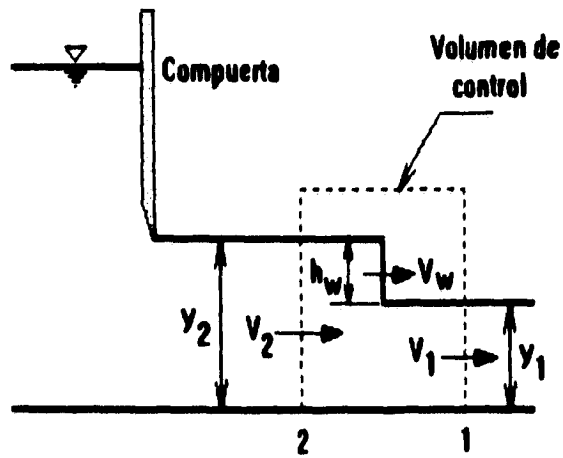 Volumen de
control
Compuerta
h_w
V_w
y_2
V_2
V_1
y_1
2
1